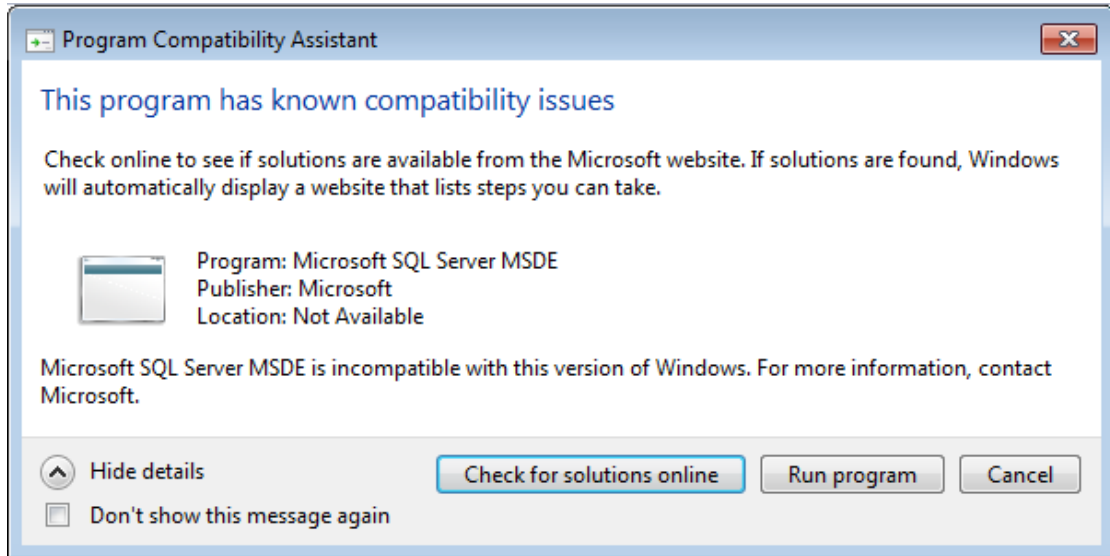 Program Compatibility Assistant
This program has known compatibility issues
Check online to see if solutions are available from the Microsoft website. If solutions are found, Windows
will automatically display a website that lists steps you can take.
Program: Microsoft SQL Server MSDE
Publisher: Microsoft
Location: Not Available
Microsoft SQL Server MSDE is incompatible with this version of Windows. For more information, contact
Microsoft.
Hide details
Check for solutions online
Run program
Cancel
Don't show this message again